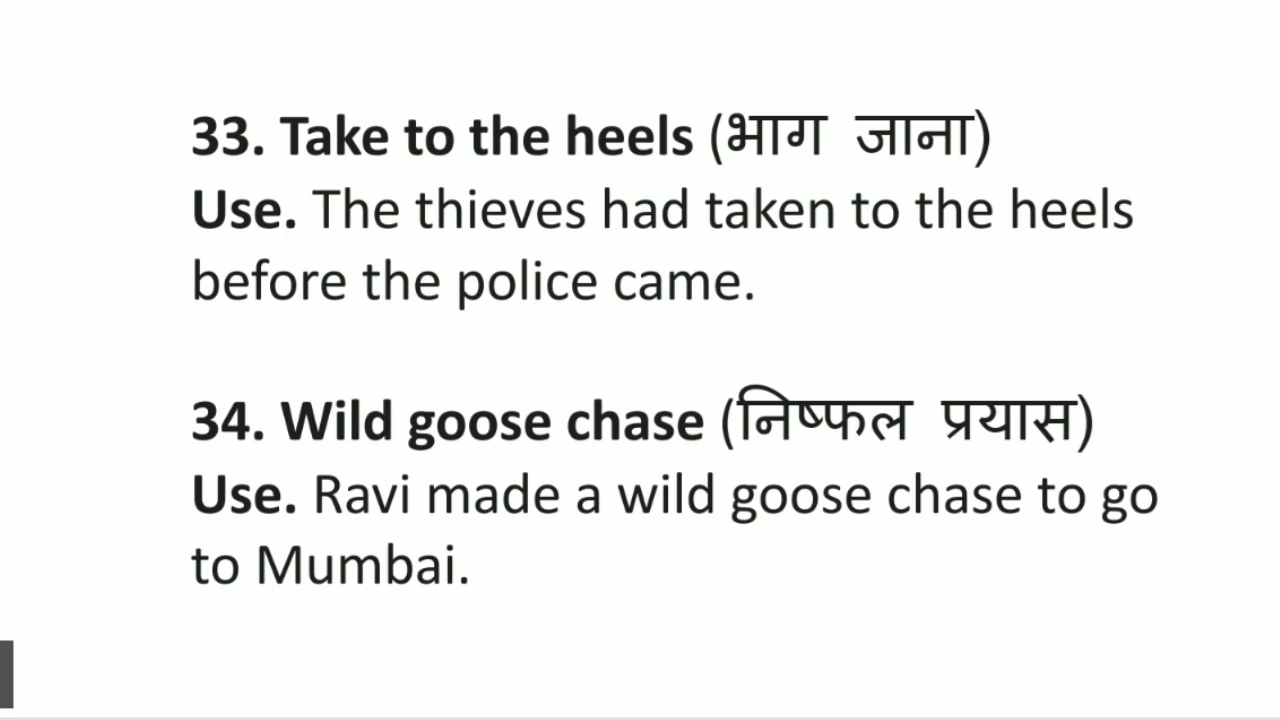 33. Take to the heels (भाग जाना)
Use. The thieves had taken to the heels
before the police came.
34. Wild goose chase (निष्फल प्रयास)
Use. Ravi made a wild goose chase to go
to Mumbai.